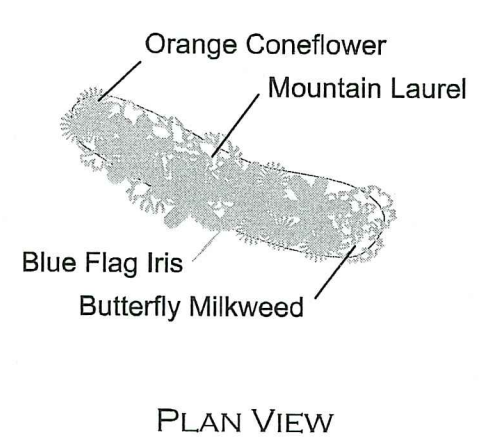 Orange Coneflower
Mountain Laurel
Blue Flag Iris
Butterfly Milkweed
PLAN VIEW